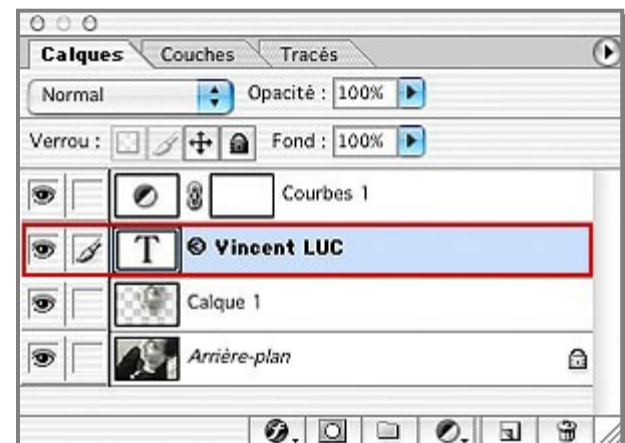 Calques Couches Tracés
Normal Opacité : 100%
Verrou : Fond : 100%
Courbes 1
T © Vincent LUC
Calque 1
Arrière-plan